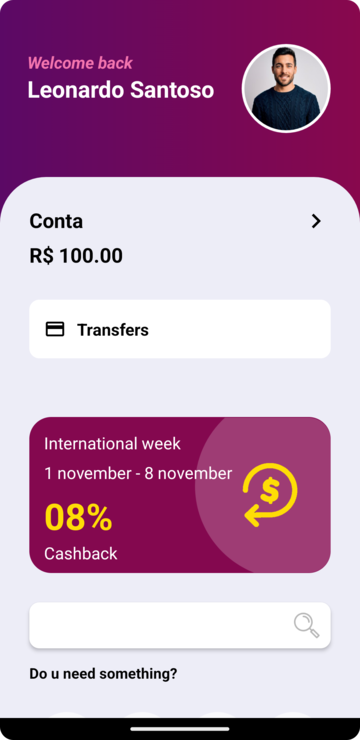 Welcome back
Leonardo Santoso
Conta
R$ 100.00
Transfers
International week
1 november - 8 november
08%
Cashback
Do u need something?